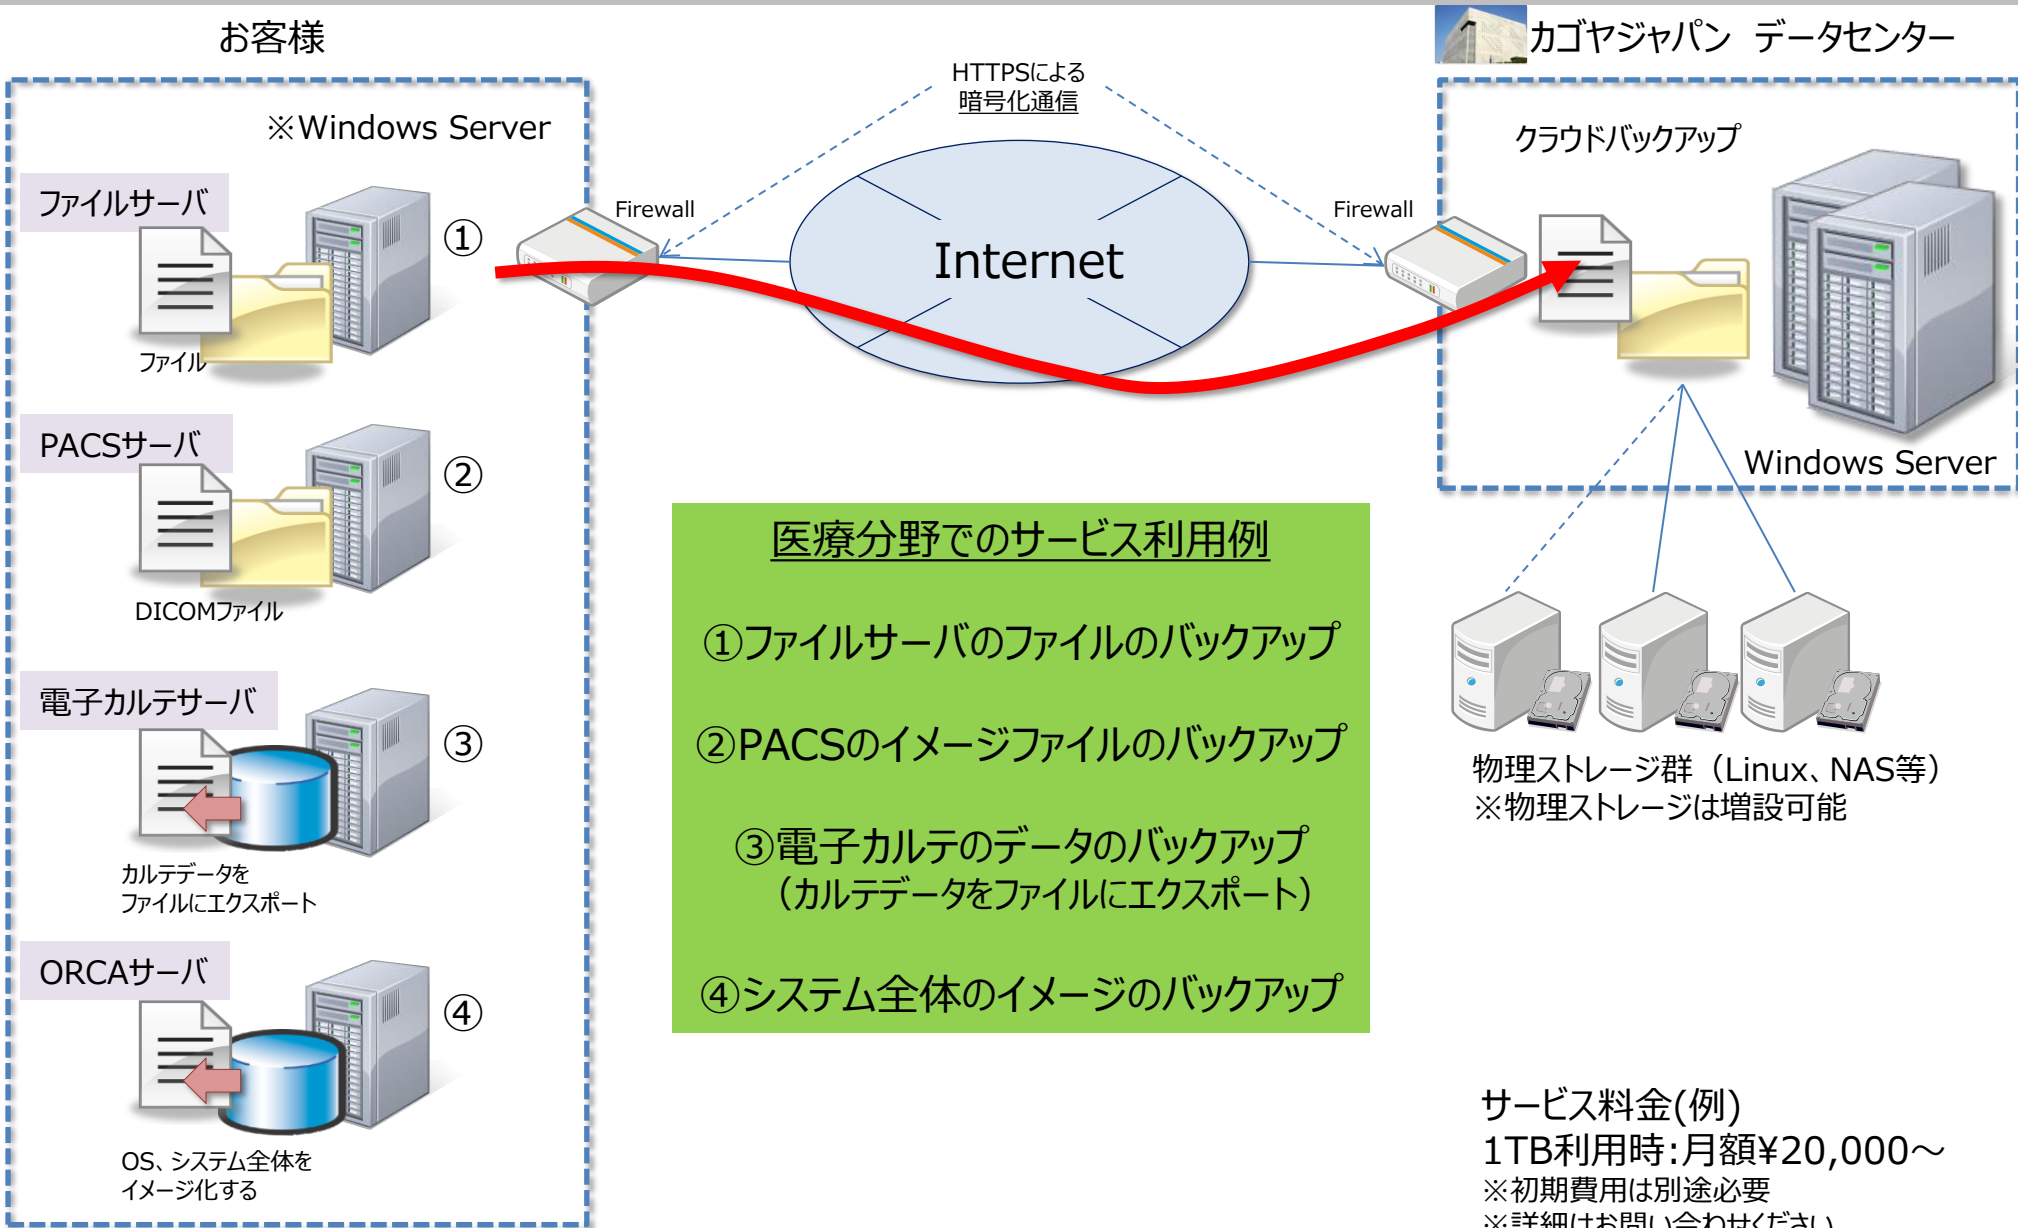 お客様
カゴヤジャパン データセンター
HTTPSによる
暗号化通信
※Windows Server
クラウドバックアップ
ファイルサーバ
①
Firewall
Internet
Firewall
ファイル
PACSサーバ
②
DICOMファイル
Windows Server
医療分野でのサービス利用例
①ファイルサーバのファイルのバックアップ
②PACSのイメージファイルのバックアップ
③電子カルテのデータのバックアップ
（カルテデータをファイルにエクスポート）
④システム全体のイメージのバックアップ
電子カルテサーバ
③
カルテデータを
ファイルにエクスポート
物理ストレージ群（Linux、NAS等）
※物理ストレージは増設可能
ORCAサーバ
④
OS、システム全体を
イメージ化する
サービス料金(例)
1TB利用時:月額¥20,000～
※初期費用は別途必要
※詳細はお問い合わせください